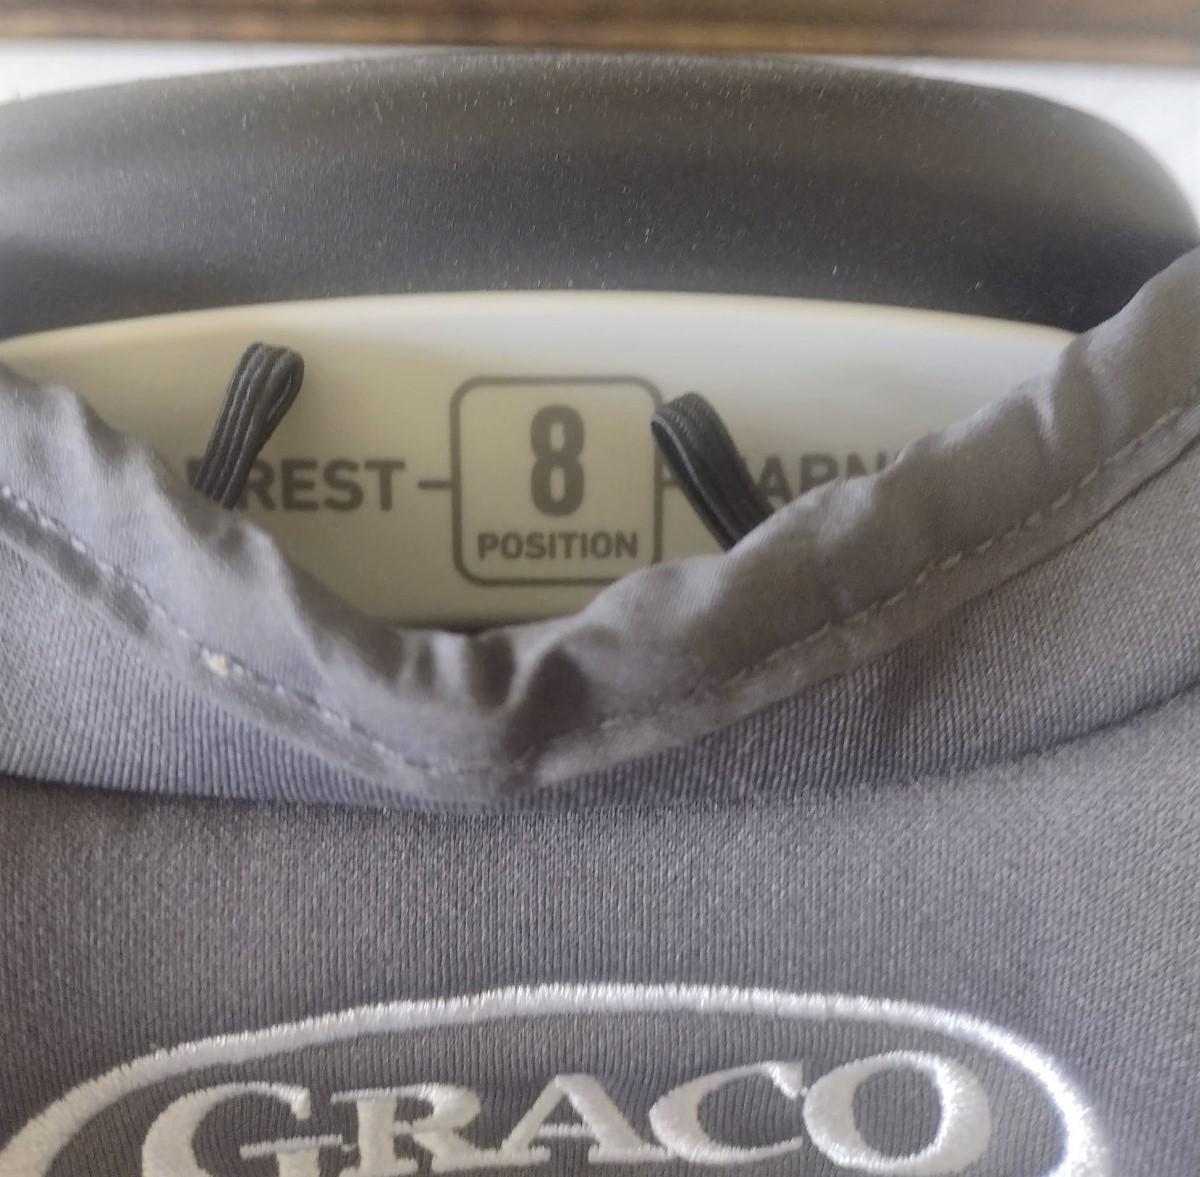 REST 8
POSITION
GRACO